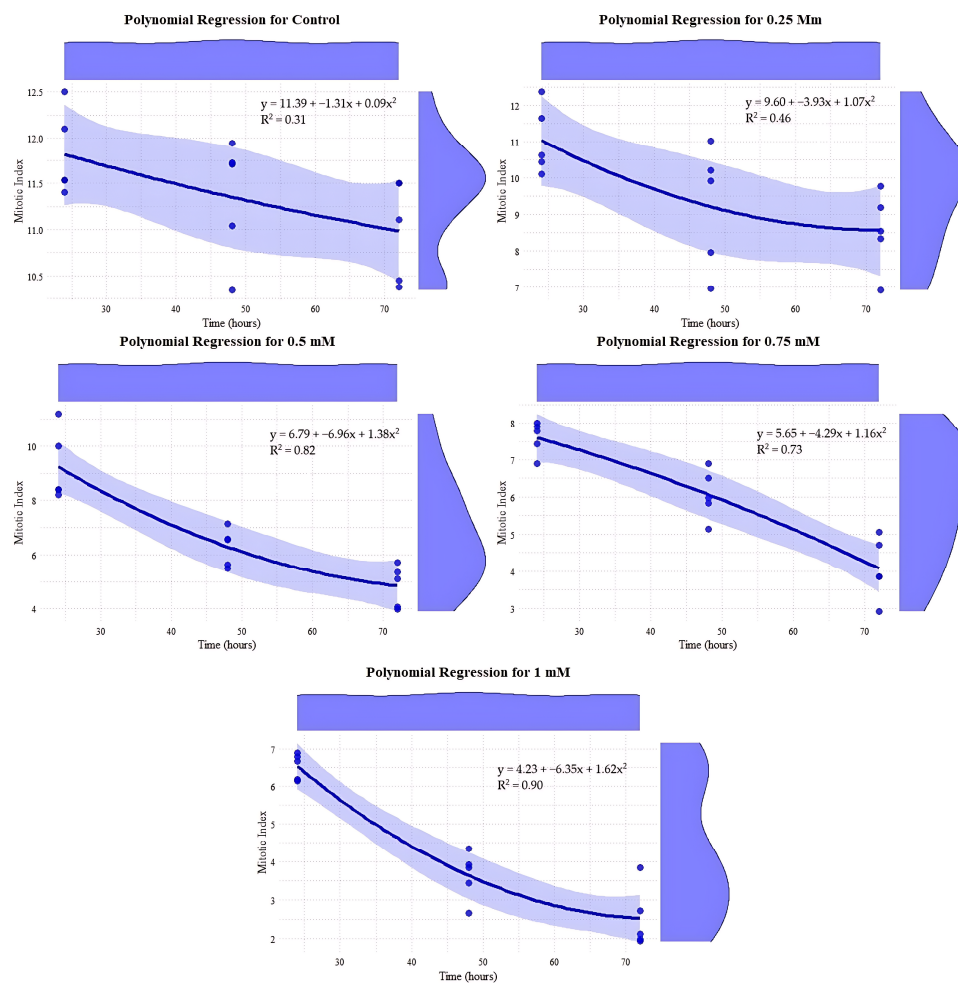 Polynomial Regression for Control
y = 11.39 + −1.31x + 0.09x²
R² = 0.31
12.5
12.0
11.5
11.0
10.5
Mitotic Index
30
40
50
60
70
Time (hours)
Polynomial Regression for 0.25 Mm
y = 9.60 + −3.93x + 1.07x²
R² = 0.46
12
11
10
9
8
7
Mitotic Index
30
40
50
60
70
Time (hours)
Polynomial Regression for 0.5 mM
y = 6.79 + −6.96x + 1.38x²
R² = 0.82
10
8
6
4
Mitotic Index
30
40
50
60
70
Time (hours)
Polynomial Regression for 0.75 mM
y = 5.65 + −4.29x + 1.16x²
R² = 0.73
8
7
6
5
4
3
Mitotic Index
30
40
50
60
70
Time (hours)
Polynomial Regression for 1 mM
y = 4.23 + −6.35x + 1.62x²
R² = 0.90
7
6
5
4
3
2
Mitotic Index
30
40
50
60
70
Time (hours)